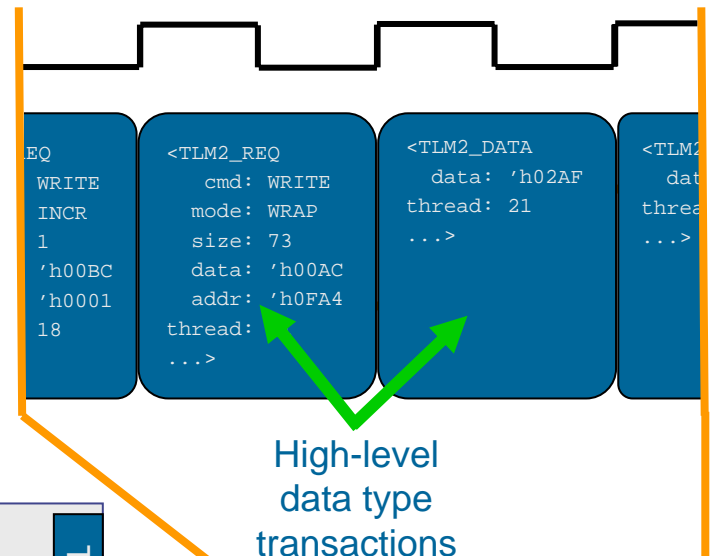 EQ
WRITE
INCR
1
'h00BC
'h0001
18
<TLM2_REQ
cmd: WRITE
mode: WRAP
size: 73
data: 'h00AC
addr: 'h0FA4
thread:
...>
<TLM2_DATA
data: 'h02AF
thread: 21
...>
<TLM2
dat
threa
...>
High-level
data type
transactions
T